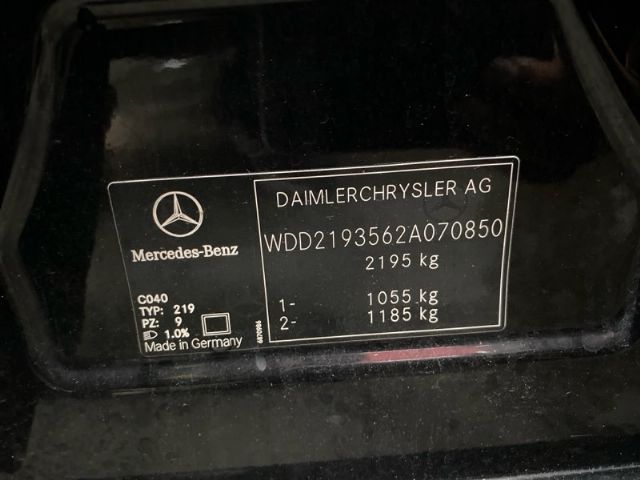 Mercedes-Benz
C040
TYP: 219
PZ: 9
1.0%
Made in Germany
DAIMLERCHRYSLER AG
WDD2193562A070850
2195 kg
1- 1055 kg
2- 1185 kg